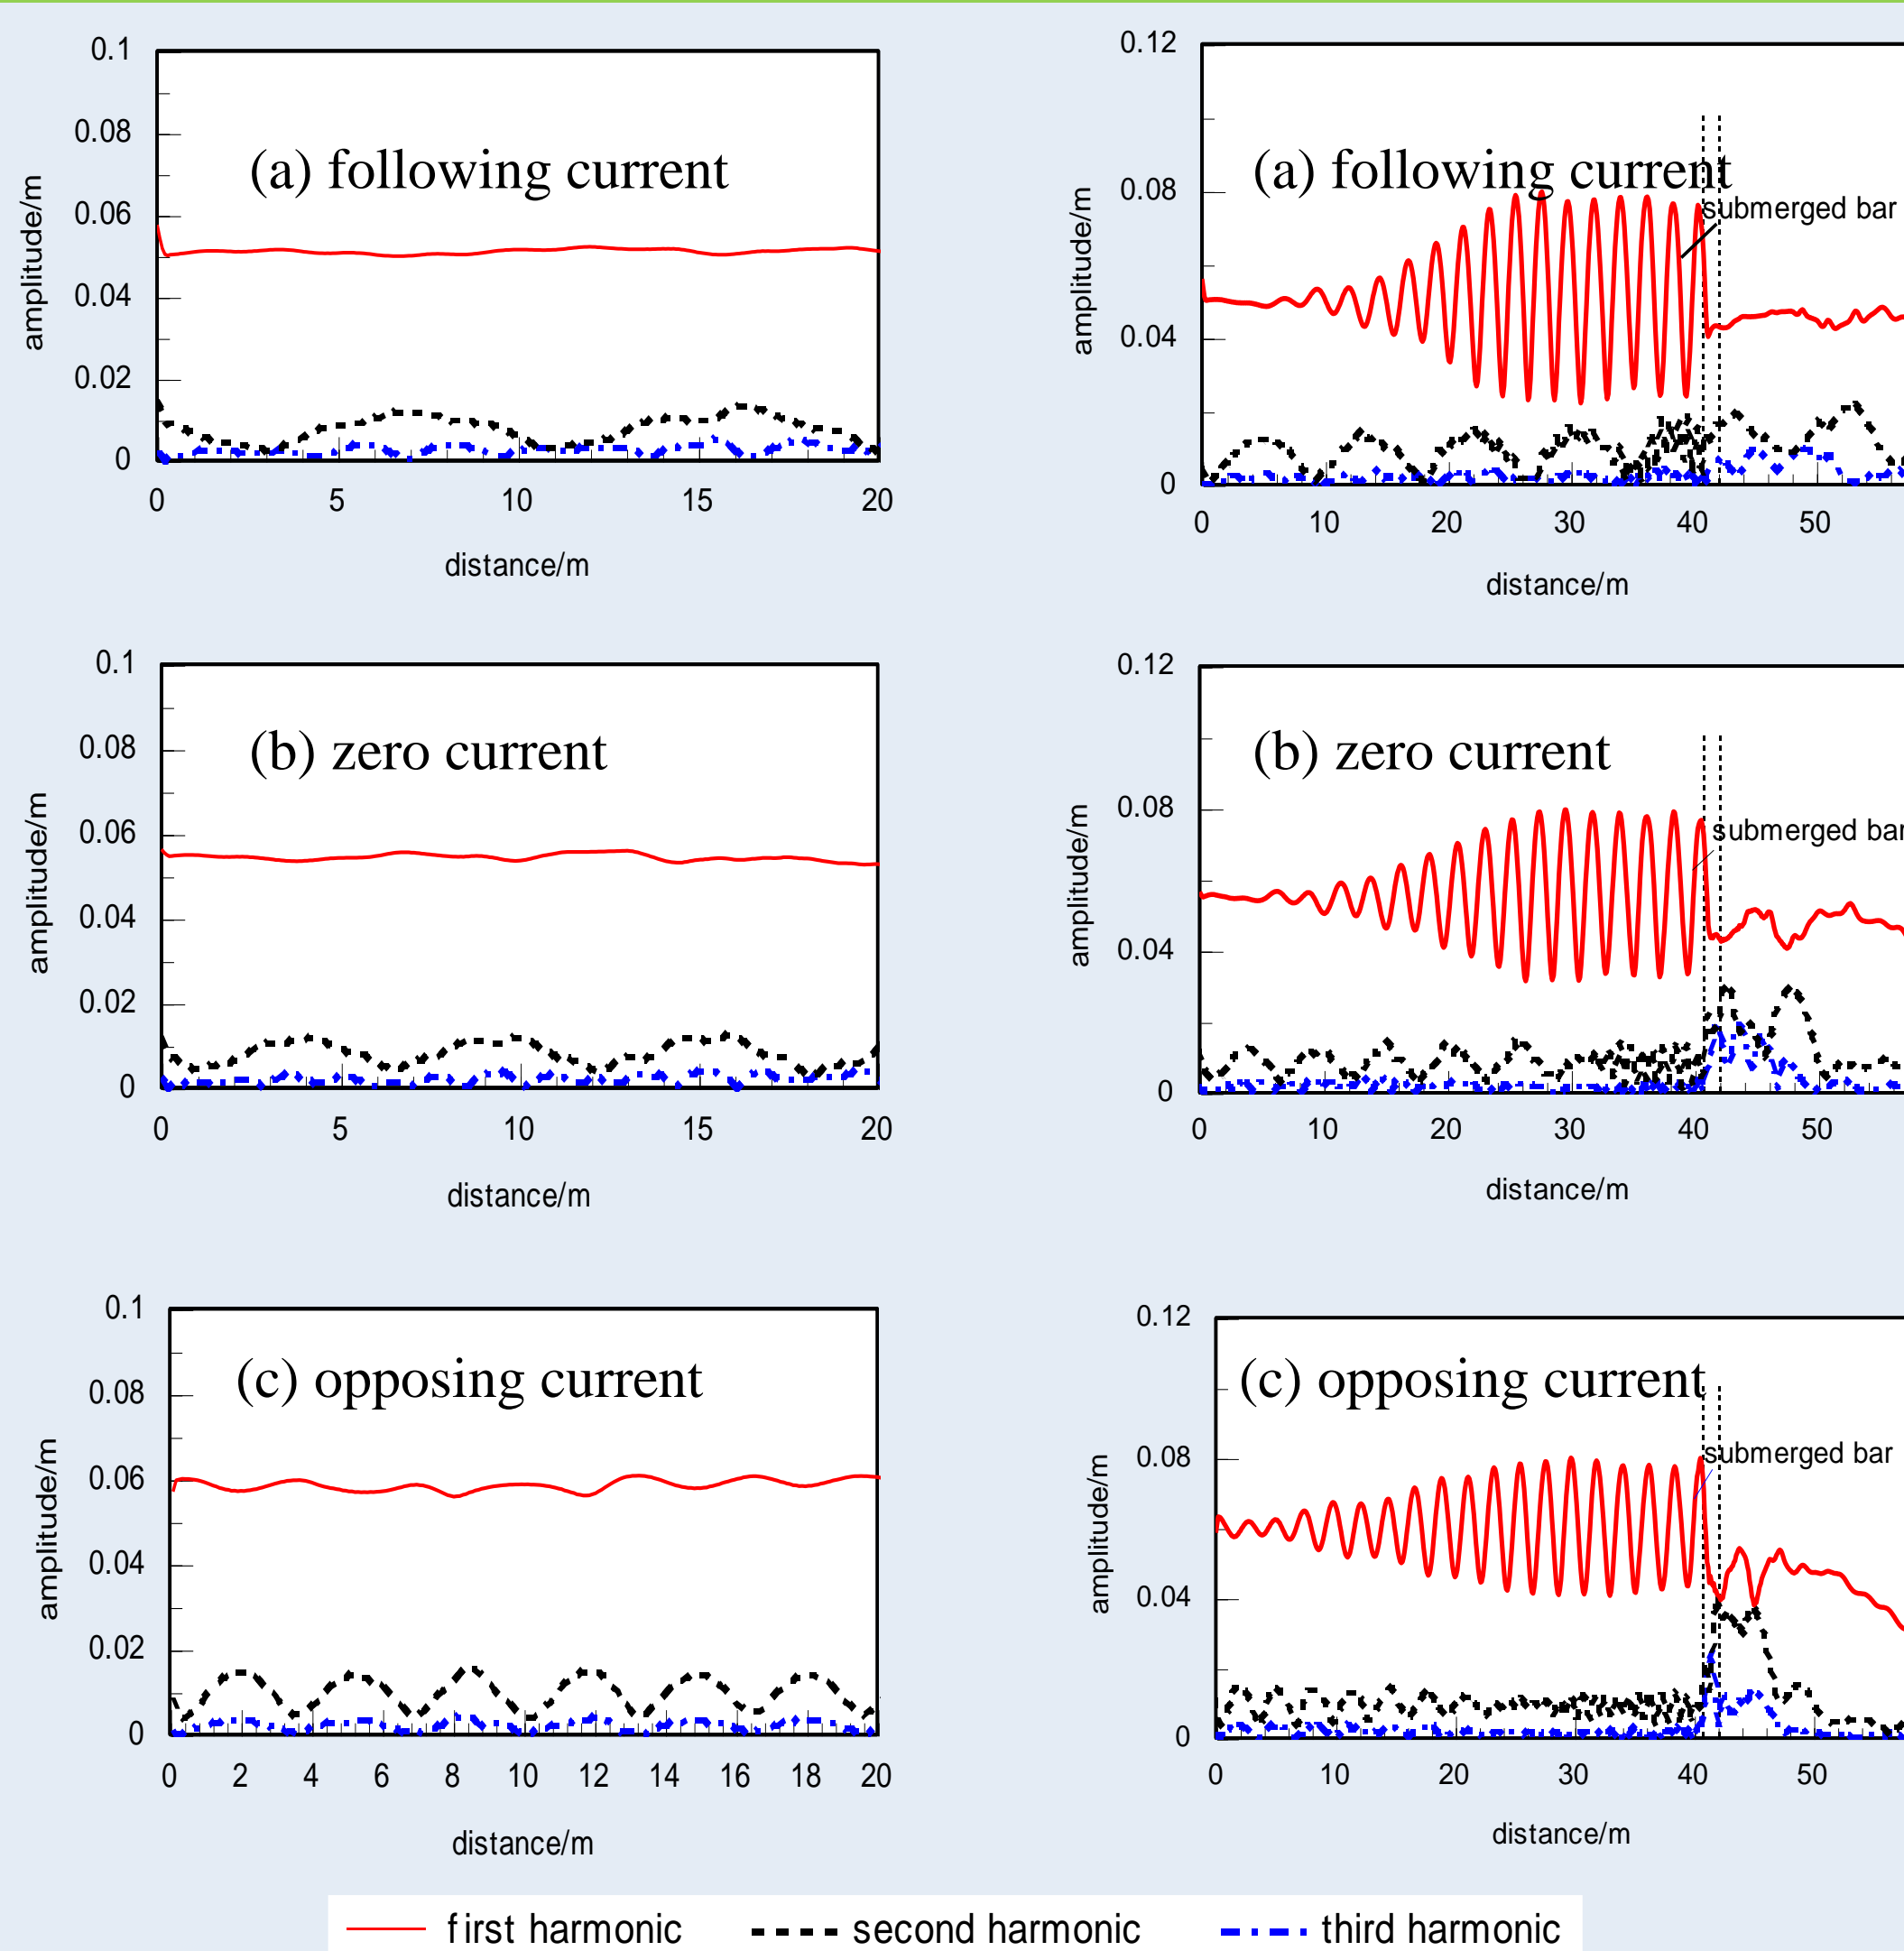 0.1
0.08
0.06
0.04
0.02
0
amplitude/m
(a) following current
0 5 10 15 20
distance/m
0.12
0.08
0.04
0
amplitude/m
(a) following current
submerged bar
0 10 20 30 40 50
distance/m
0.1
0.08
0.06
0.04
0.02
0
amplitude/m
(b) zero current
0 5 10 15 20
distance/m
0.12
0.08
0.04
0
amplitude/m
(b) zero current
submerged bar
0 10 20 30 40 50
distance/m
0.1
0.08
0.06
0.04
0.02
0
amplitude/m
(c) opposing current
0 2 4 6 8 10 12 14 16 18 20
distance/m
0.12
0.08
0.04
0
amplitude/m
(c) opposing current
submerged bar
0 10 20 30 40 50
distance/m
first harmonic second harmonic third harmonic